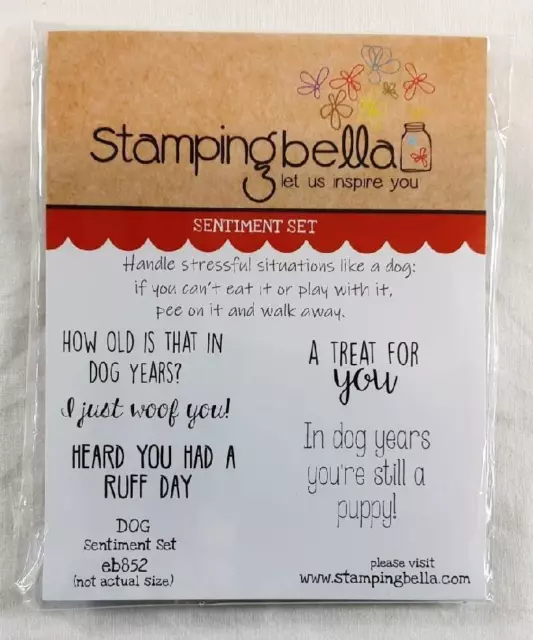 Stampingbella
let us inspire you
SENTIMENT SET
Handle stressful situations like a dog:
if you can't eat it or play with it,
pee on it and walk away.
HOW OLD IS THAT IN
DOG YEARS?
I just woof you!
HEARD YOU HAD A
RUFF DAY
DOG
Sentiment Set
eb852
(not actual size)
A TREAT FOR
you
In dog years
you're still a
puppy!
please visit
www.stampingbella.com